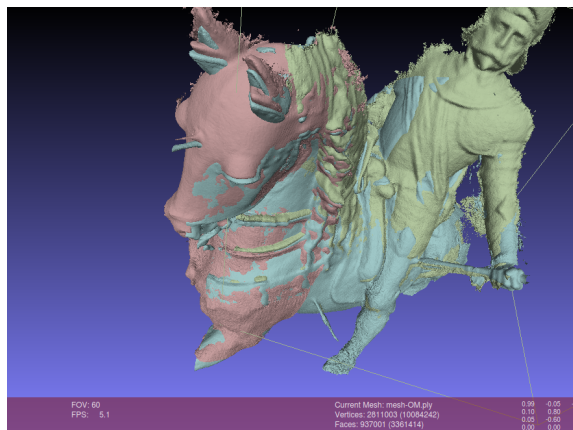 FOV: 60
FPS: 5.1
Current Mesh: mesh-OM.ply
Vertices: 2811003 (10084242)
Faces: 937001 (3361414)
0.99 -0.05
0.10 0.80
0.05 -0.60
0.00 0.00